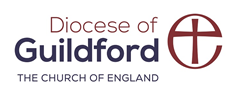 Diocese of
Guildford
THE CHURCH OF ENGLAND